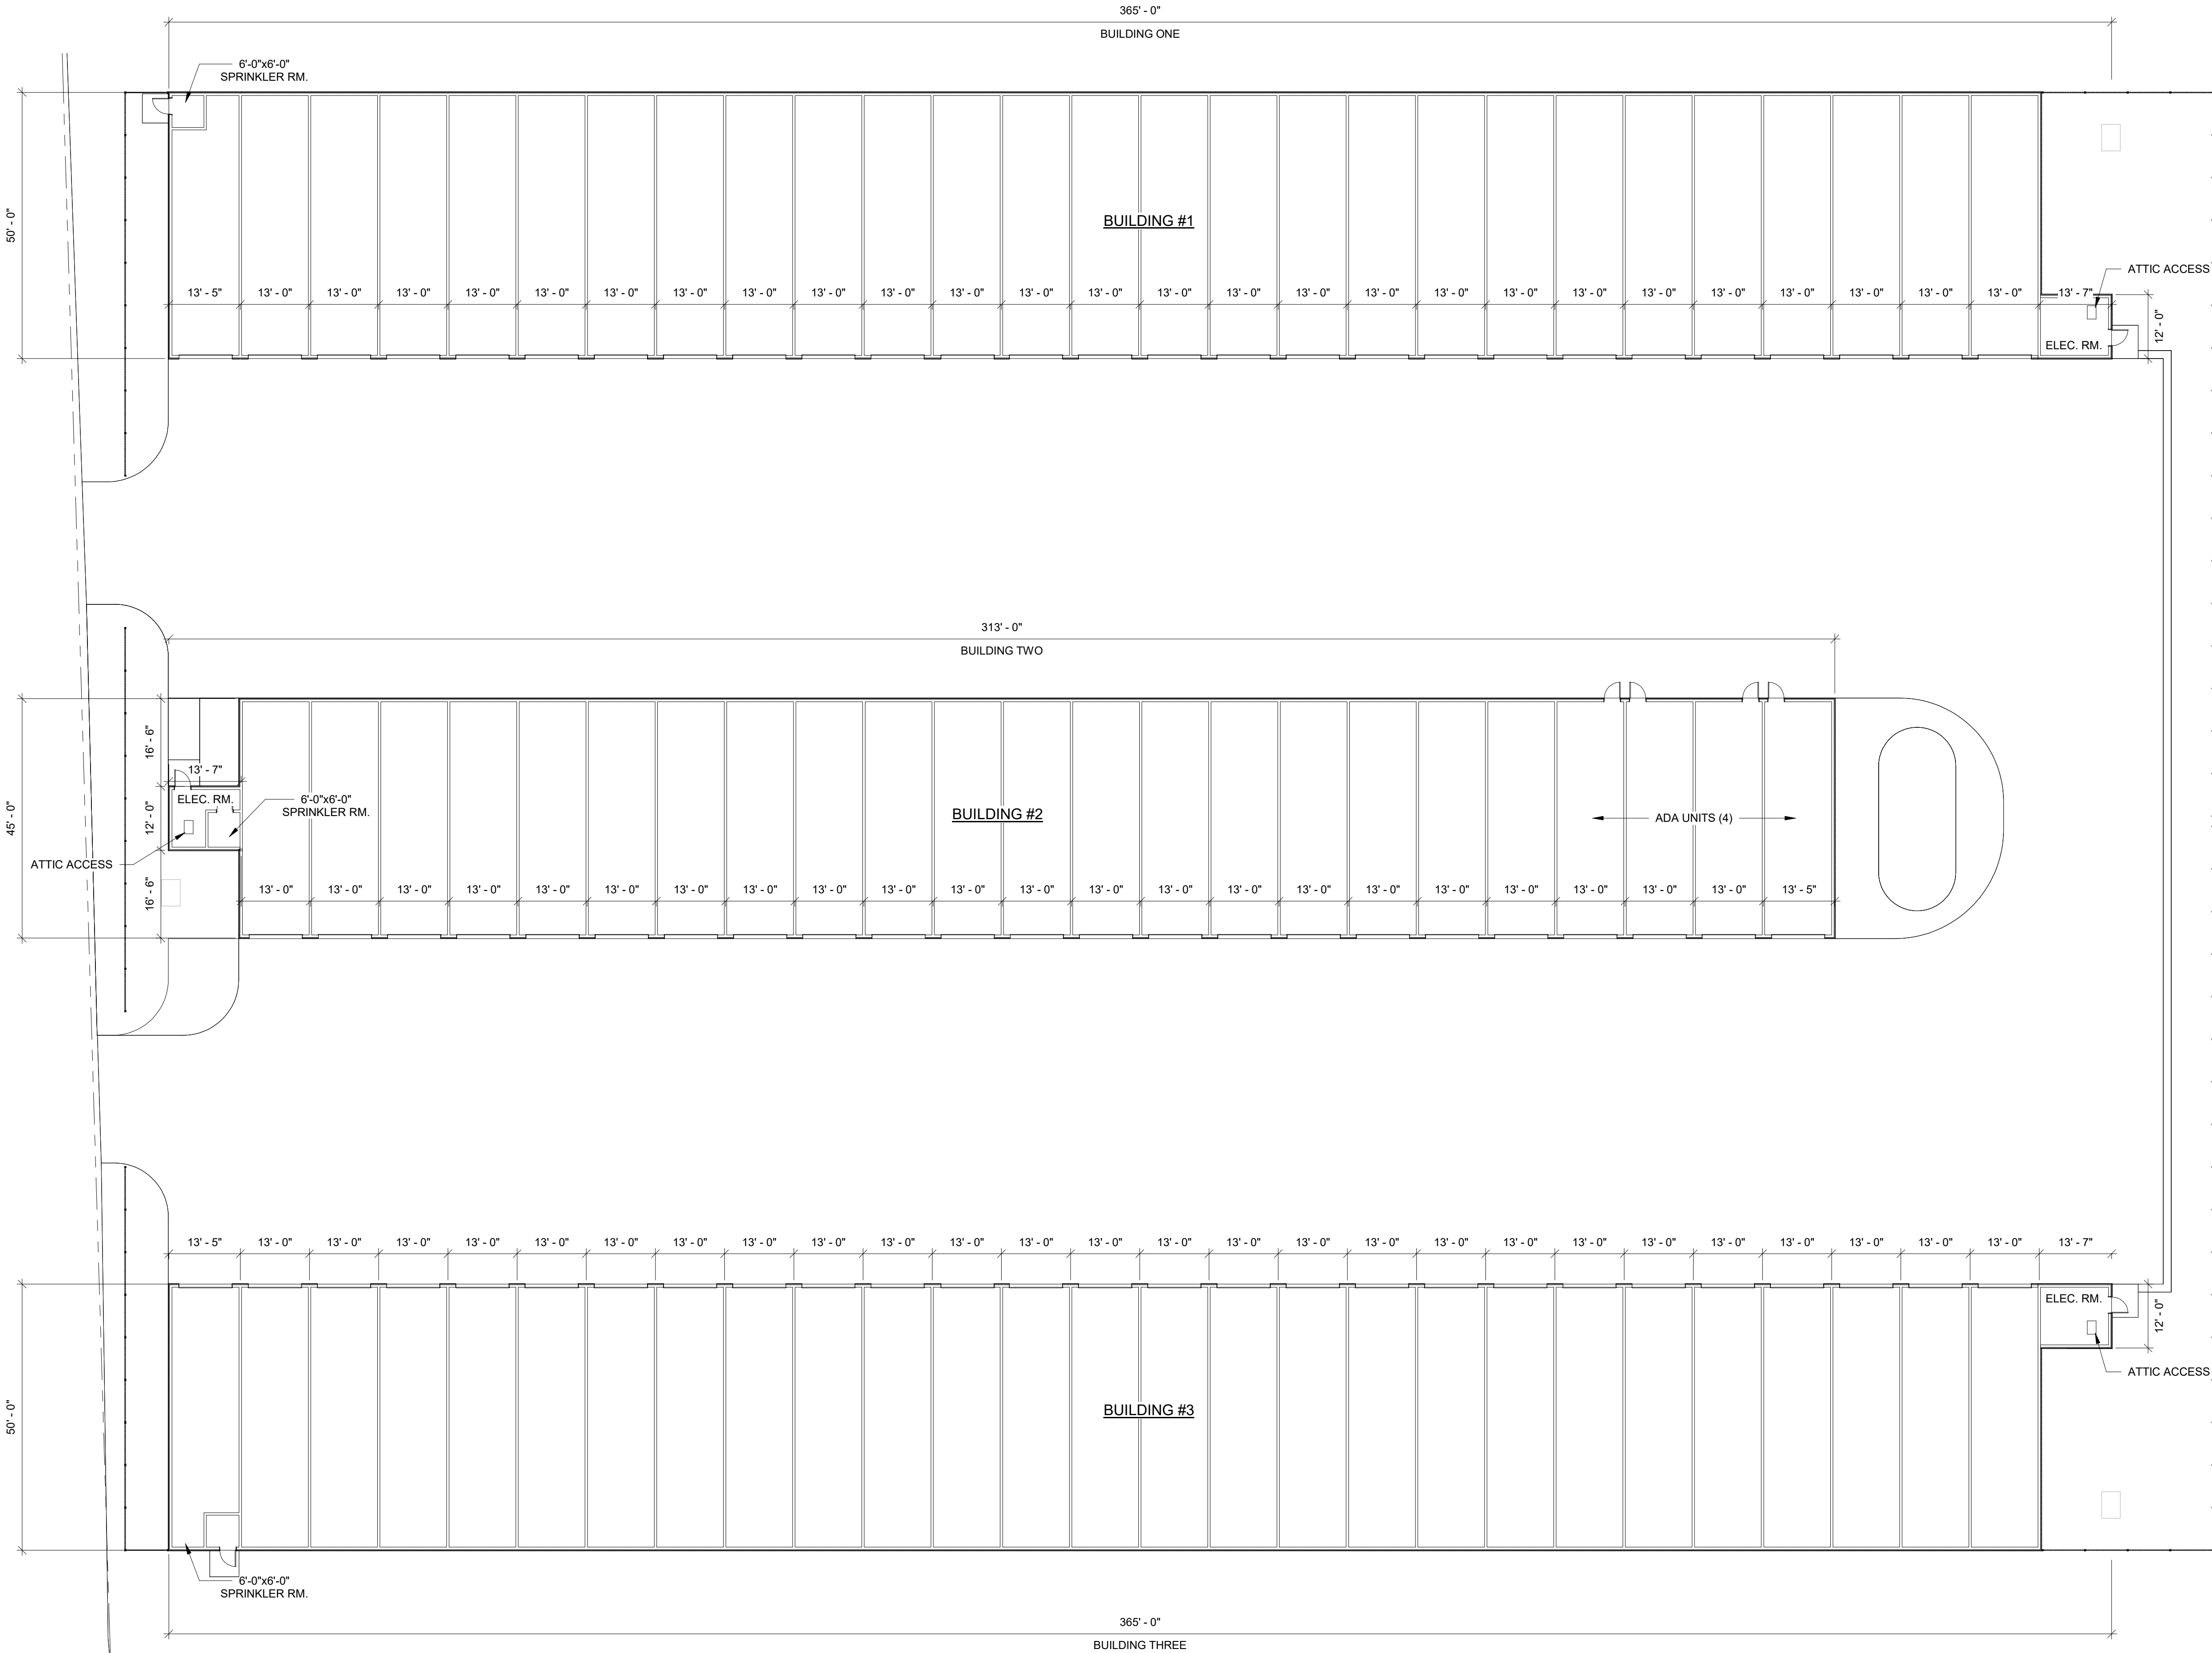 365' - 0"
BUILDING ONE
6'-0"x6'-0"
SPRINKLER RM.
50' - 0"
BUILDING #1
ATTIC ACCESS
13' - 5" 13' - 0" 13' - 0" 13' - 0" 13' - 0" 13' - 0" 13' - 0" 13' - 0" 13' - 0" 13' - 0" 13' - 0" 13' - 0" 13' - 0" 13' - 0" 13' - 0" 13' - 0" 13' - 0" 13' - 0" 13' - 0" 13' - 0" 13' - 0" 13' - 0" 13' - 0" 13' - 0" 13' - 0" 13' - 0" 13' - 0" 13' - 7"
12' - 0"
ELEC. RM.
313' - 0"
BUILDING TWO
45' - 0"
16' - 6"
13' - 7"
ELEC. RM.
12' - 0"
6'-0"x6'-0"
SPRINKLER RM.
BUILDING #2
ADA UNITS (4)
ATTIC ACCESS
16' - 6"
13' - 0" 13' - 0" 13' - 0" 13' - 0" 13' - 0" 13' - 0" 13' - 0" 13' - 0" 13' - 0" 13' - 0" 13' - 0" 13' - 0" 13' - 0" 13' - 0" 13' - 0" 13' - 0" 13' - 0" 13' - 0" 13' - 0" 13' - 0" 13' - 0" 13' - 0" 13' - 5"
13' - 5" 13' - 0" 13' - 0" 13' - 0" 13' - 0" 13' - 0" 13' - 0" 13' - 0" 13' - 0" 13' - 0" 13' - 0" 13' - 0" 13' - 0" 13' - 0" 13' - 0" 13' - 0" 13' - 0" 13' - 0" 13' - 0" 13' - 0" 13' - 0" 13' - 0" 13' - 0" 13' - 0" 13' - 0" 13' - 0" 13' - 0" 13' - 7"
ELEC. RM.
12' - 0"
ATTIC ACCESS
50' - 0"
BUILDING #3
6'-0"x6'-0"
SPRINKLER RM.
365' - 0"
BUILDING THREE